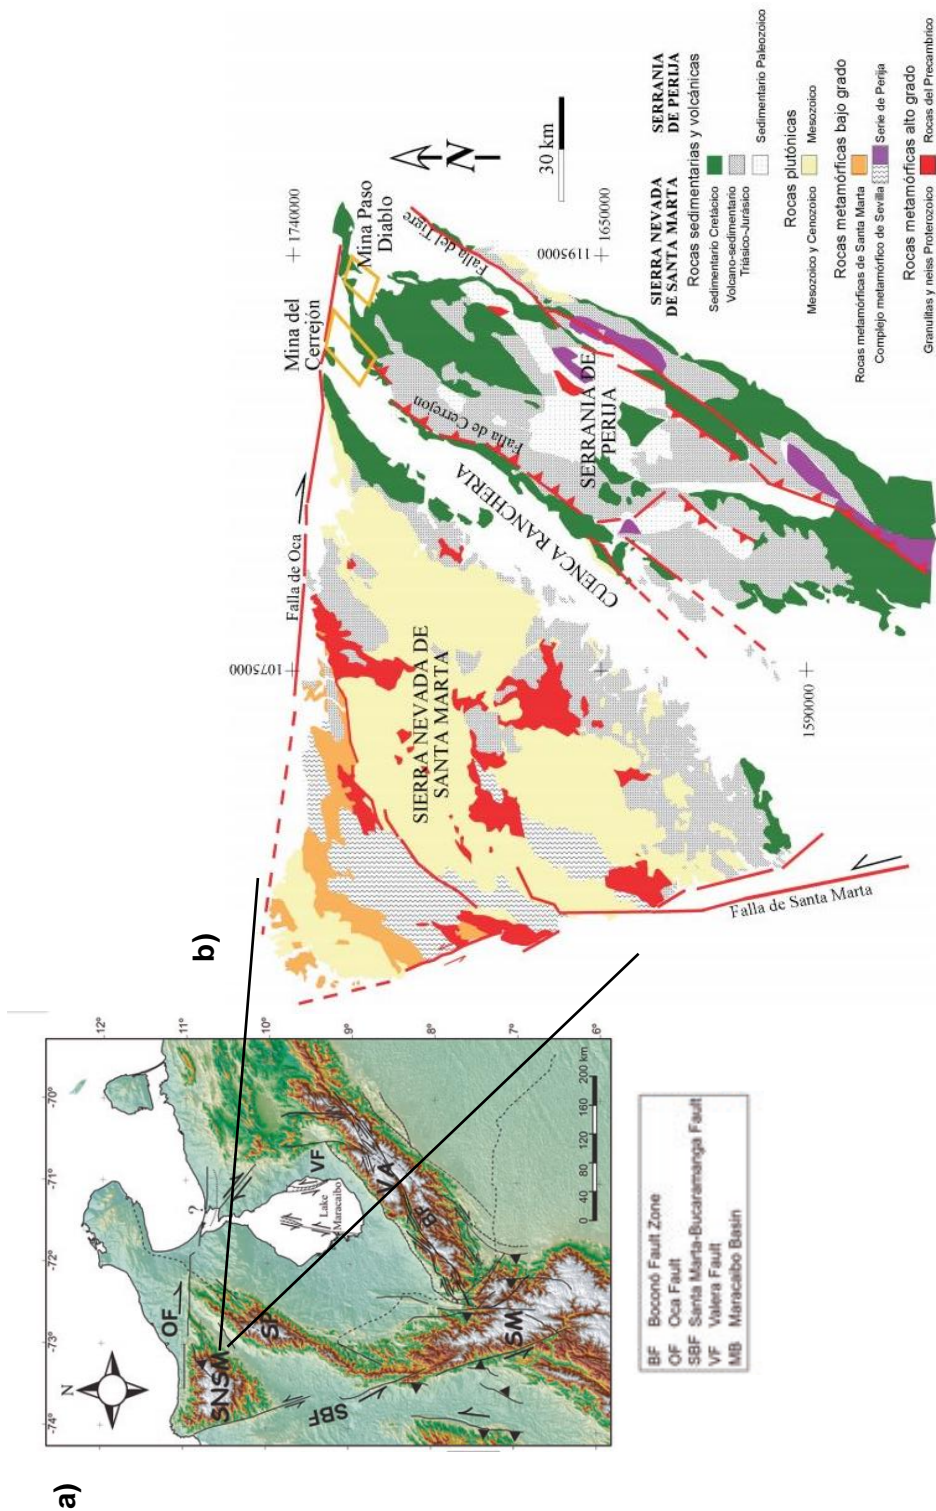 a)
N
-74°
-73°
-72°
-71°
-70°
12°
11°
10°
9°
8°
7°
6°
OF
SNSM
SP
SBF
SM
BF
VA
VF
?
Lake
Maracaibo
0 40 80 120 160 200 km
BF Boconó Fault Zone
OF Oca Fault
SBF Santa Marta-Bucaramanga Fault
VF Valera Fault
MB Maracaibo Basin
b)
Falla de Oca
Mina del
Cerrejón
Mina Paso
Diablo
1740000
1075000
1195000
1650000
1590000
N
30 km
Falla del Tigre
Falla de Cerrejon
CUENCA RANCHERIA
SERRANIA DE
PERIJA
SIERRA NEVADA DE
SANTA MARTA
Falla de Santa Marta
SIERRA NEVADA
DE SANTA MARTA
SERRANIA
DE PERIJA
Rocas sedimentarias y volcánicas
Sedimentario Cretácico
Volcano-sedimentario
Triásico-Jurásico
Sedimentario Paleozoico
Rocas plutónicas
Mesozoico y Cenozoico
Mesozoico
Rocas metamórficas bajo grado
Rocas metamórficas de Santa Marta
Complejo metamórfico de Sevilla
Serie de Perija
Rocas metamórficas alto grado
Granulitas y neiss Proterozoico
Rocas del Precambrico